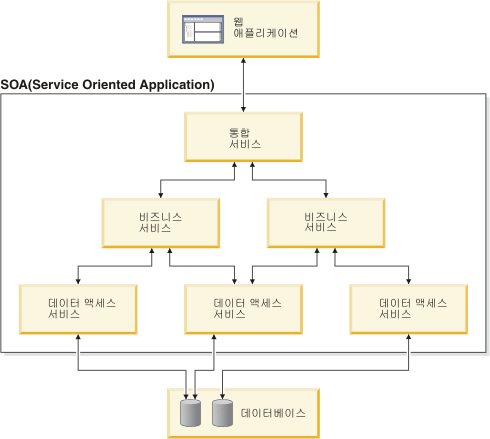 웹
애플리케이션
SOA(Service Oriented Application)
통합
서비스
비즈니스
서비스
비즈니스
서비스
데이터 액세스
서비스
데이터 액세스
서비스
데이터 액세스
서비스
데이터베이스